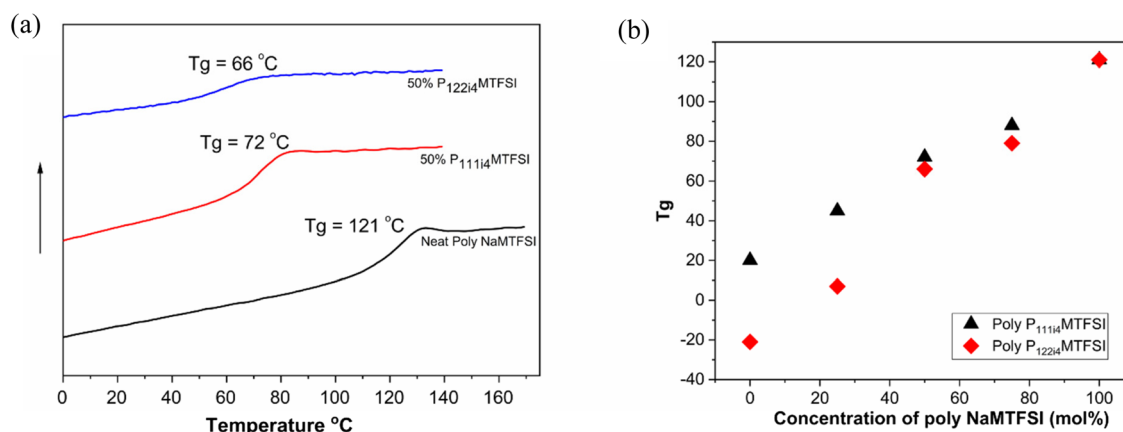 (a)
Tg = 66 °C
50% P122i4MTFSI
Tg = 72 °C
50% P111i4MTFSI
Tg = 121 °C
Neat Poly NaMTFSI
0 20 40 60 80 100 120 140 160
Temperature °C
(b)
120
100
80
60
40
20
0
-20
-40
Tg
Poly P111i4MTFSI
Poly P122i4MTFSI
0 20 40 60 80 100
Concentration of poly NaMTFSI (mol%)